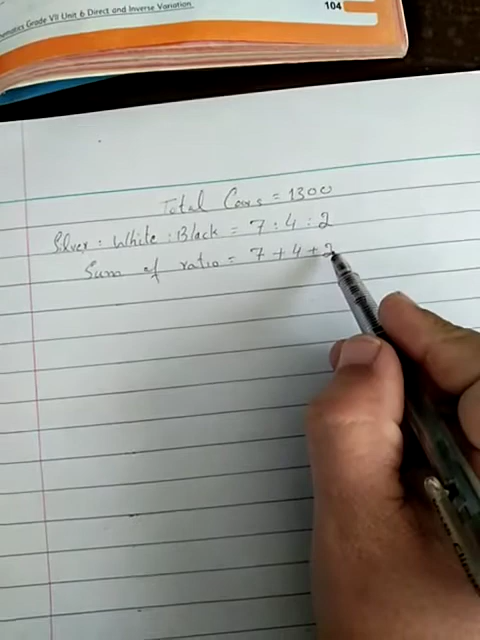 Mathematics Grade VII Unit 6 Direct and Inverse Variation
104
Total Cars = 1300
Silver : White : Black = 7 : 4 : 2
Sum of ratio = 7 + 4 + 2